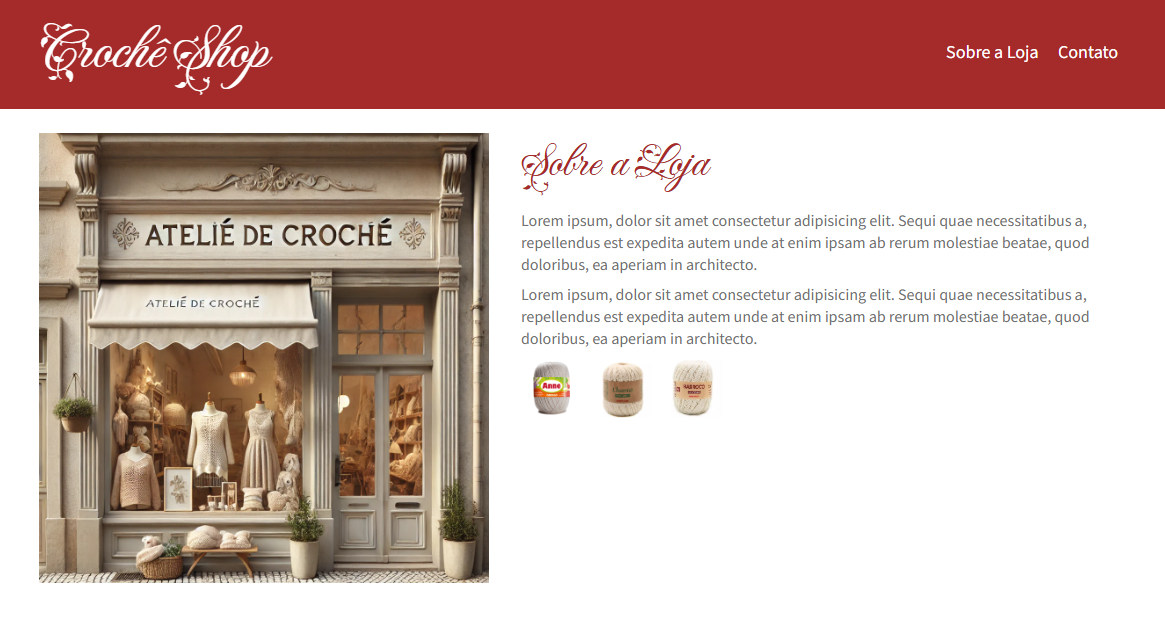 Crochê Shop
Sobre a Loja
Contato
ATELIÉ DE CROCHÉ
ATELIÉ DE CROCHÉ
Sobre a Loja
Lorem ipsum, dolor sit amet consectetur adipisicing elit. Sequi quae necessitatibus a,
repellendus est expedita autem unde at enim ipsam ab rerum molestiae beatae, quod
doloribus, ea aperiam in architecto.
Lorem ipsum, dolor sit amet consectetur adipisicing elit. Sequi quae necessitatibus a,
repellendus est expedita autem unde at enim ipsam ab rerum molestiae beatae, quod
doloribus, ea aperiam in architecto.
Anne